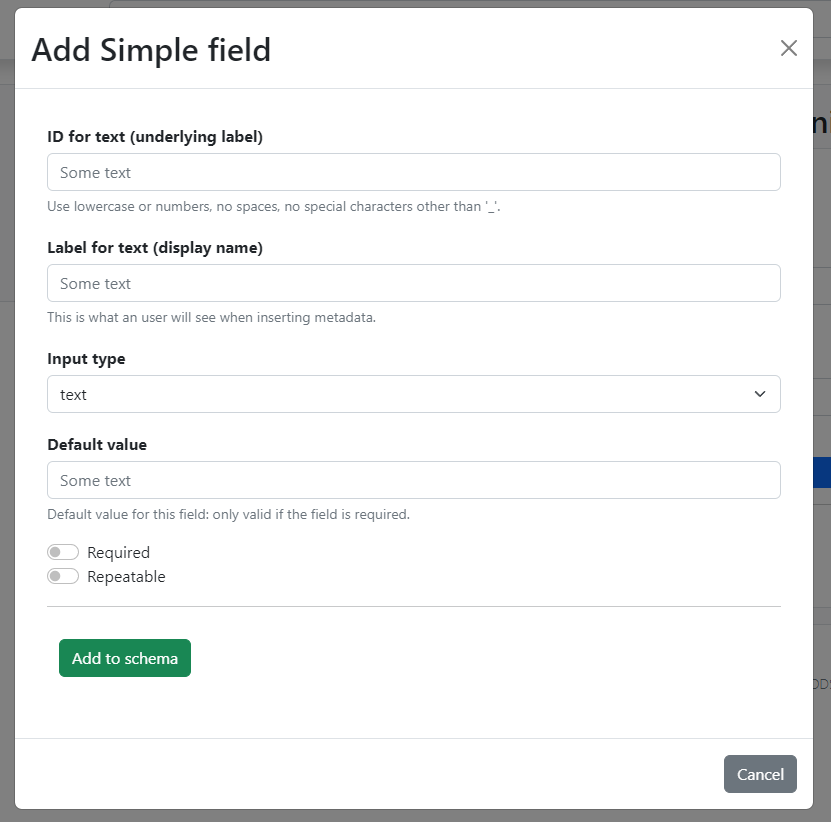 Add Simple field
ID for text (underlying label)
Some text
Use lowercase or numbers, no spaces, no special characters other than '_'.
Label for text (display name)
Some text
This is what an user will see when inserting metadata.
Input type
text
Default value
Some text
Default value for this field: only valid if the field is required.
Required
Repeatable
Add to schema
Cancel